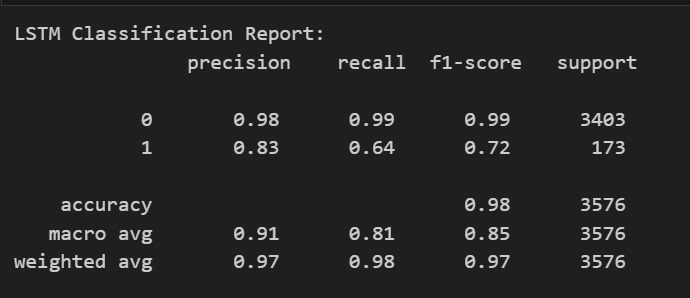 LSTM Classification Report:
precision recall f1-score support
0 0.98 0.99 0.99 3403
1 0.83 0.64 0.72 173
accuracy 0.98 3576
macro avg 0.91 0.81 0.85 3576
weighted avg 0.97 0.98 0.97 3576